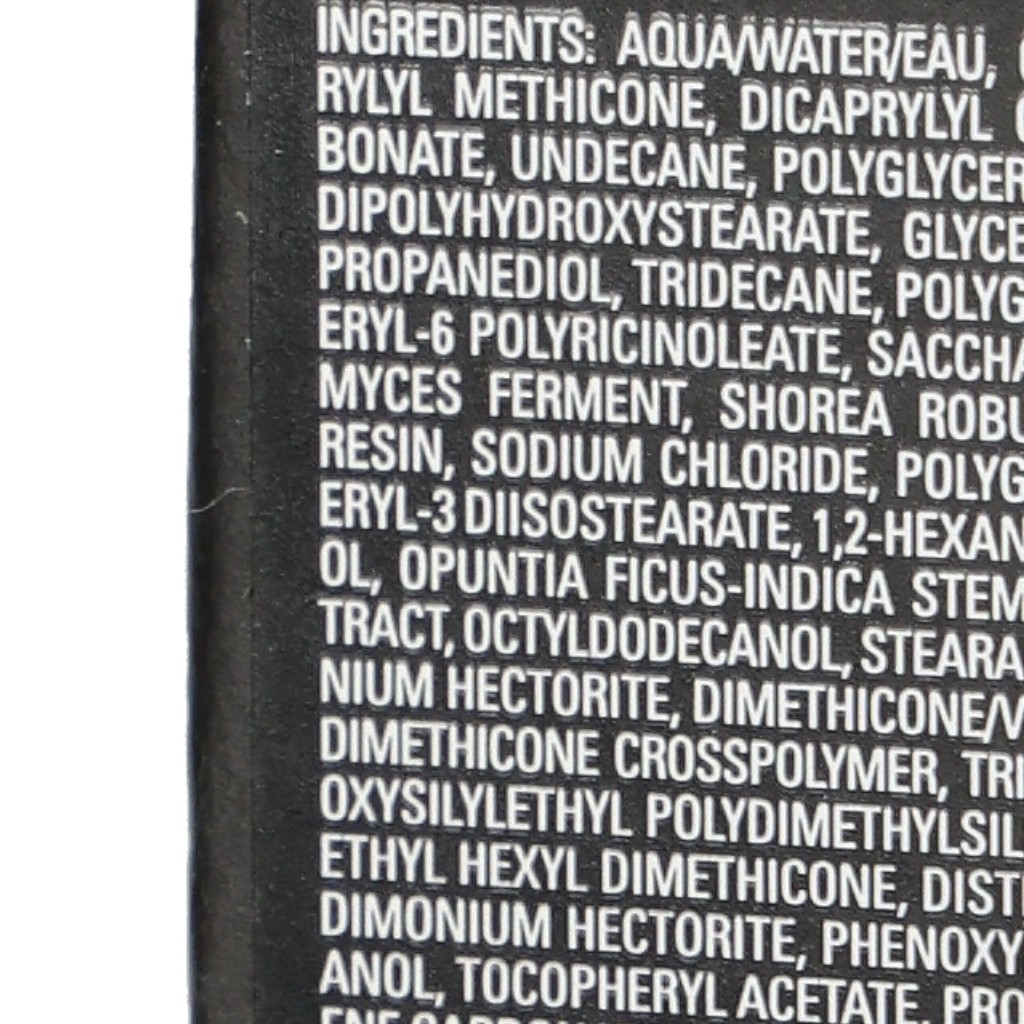 INGREDIENTS: AQUA/WATER/EAU,
RYLYL METHICONE, DICAPRYLYL
BONATE, UNDECANE, POLYGLYCER
DIPOLYHYDROXYSTEARATE, GLYCE
PROPANEDIOL, TRIDECANE, POLYG
ERYL-6 POLYRICINOLEATE, SACCHA
MYCES FERMENT, SHOREA ROBU
RESIN, SODIUM CHLORIDE, POLYG
ERYL-3 DIISOSTEARATE, 1,2-HEXAN
OL, OPUNTIA FICUS-INDICA STEM
TRACT, OCTYLDODECANOL, STEARA
NIUM HECTORITE, DIMETHICONE/V
DIMETHICONE CROSSPOLYMER, TRI
OXYSILYLETHYL POLYDIMETHYLSIL
ETHYL HEXYL DIMETHICONE, DIST
DIMONIUM HECTORITE, PHENOXY
ANOL, TOCOPHERYL ACETATE, PRO